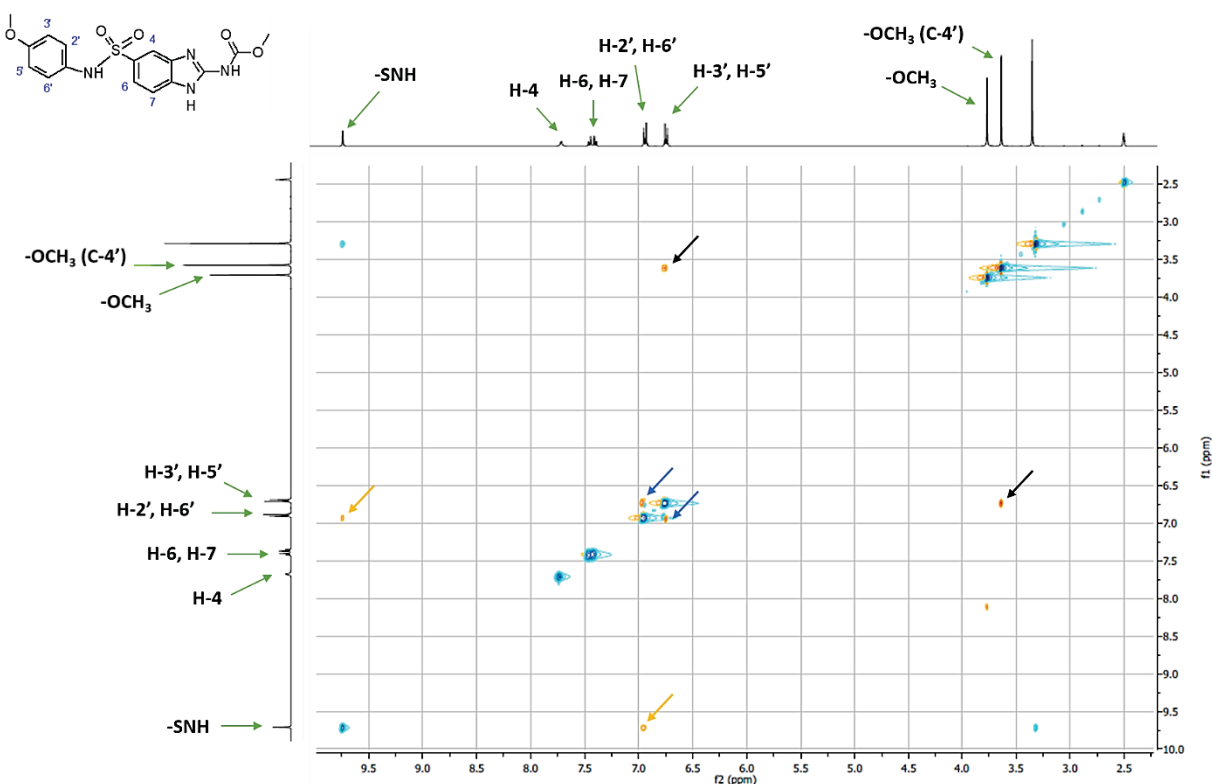 O
3'
2'
5'
6'
NH
S
O O
4
6
7
N
N
H
NH
O
O
-SNH
H-4
H-6, H-7
H-2’, H-6’
H-3’, H-5’
-OCH₃ (C-4’)
-OCH₃
-OCH₃ (C-4’)
-OCH₃
H-3’, H-5’
H-2’, H-6’
H-6, H-7
H-4
-SNH
2.5
3.0
3.5
4.0
4.5
5.0
5.5
6.0
6.5
7.0
7.5
8.0
8.5
9.0
9.5
10.0
f1 (ppm)
9.5 9.0 8.5 8.0 7.5 7.0 6.5 6.0 5.5 5.0 4.5 4.0 3.5 3.0 2.5
f2 (ppm)